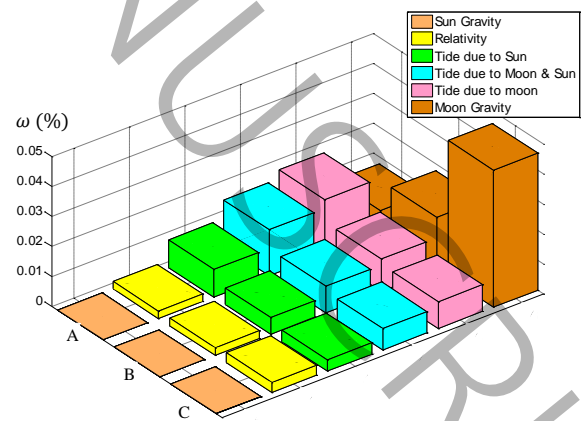 Sun Gravity
Relativity
Tide due to Sun
Tide due to Moon & Sun
Tide due to moon
Moon Gravity
ω (%)
0.05
0.04
0.03
0.02
0.01
0
A
B
C